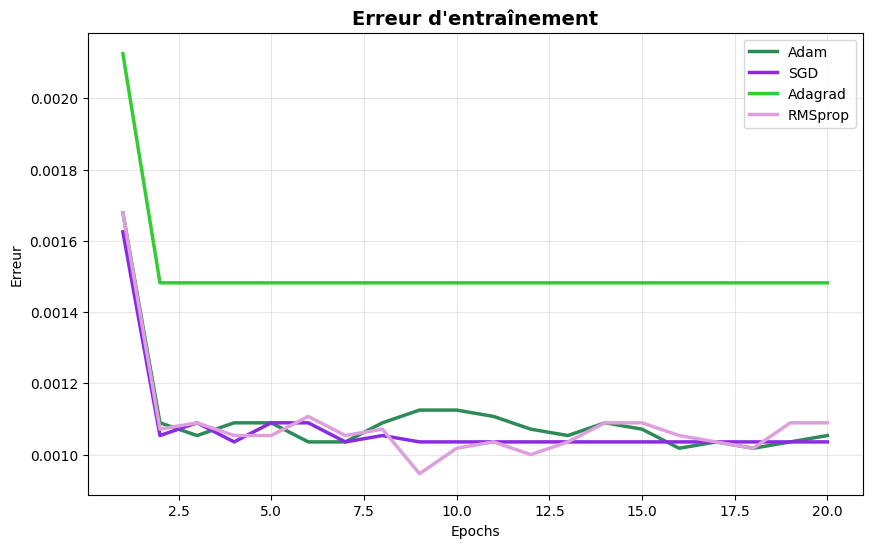 Erreur d'entraînement
Adam
SGD
Adagrad
RMSprop
Erreur
0.0020
0.0018
0.0016
0.0014
0.0012
0.0010
2.5 5.0 7.5 10.0 12.5 15.0 17.5 20.0
Epochs